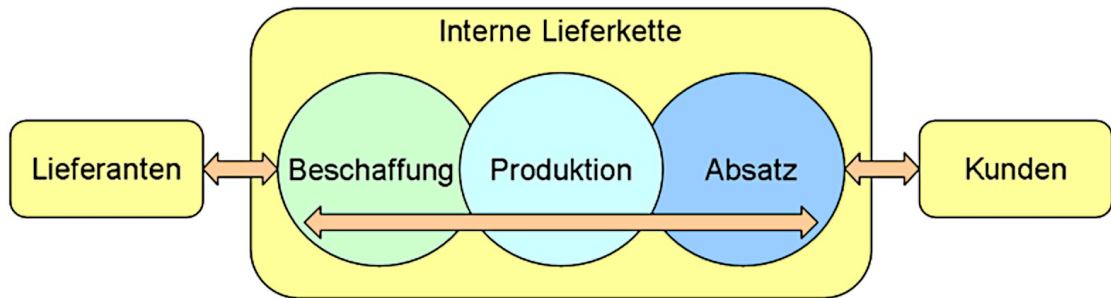 Interne Lieferkette
Lieferanten
Beschaffung
Produktion
Absatz
Kunden